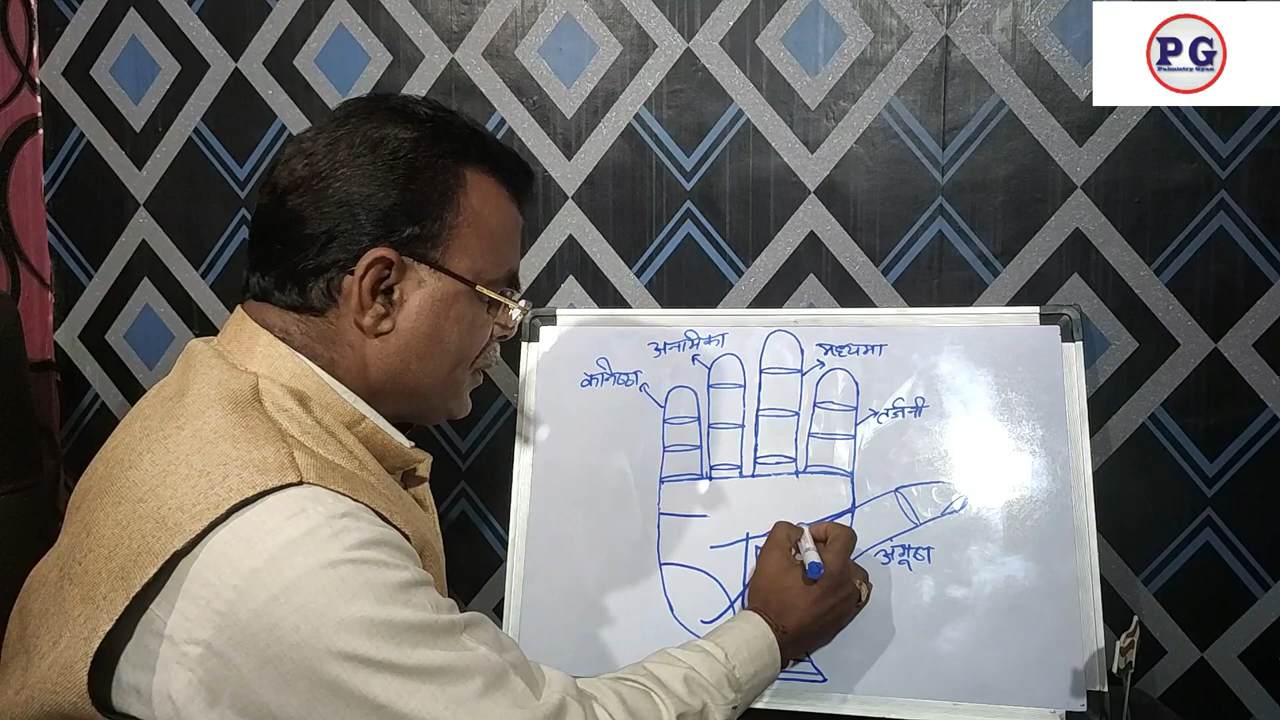 PG
Palmistry Gyan
अनामिका
मध्यमा
कनिष्ठा
तर्जनी
अंगूठा